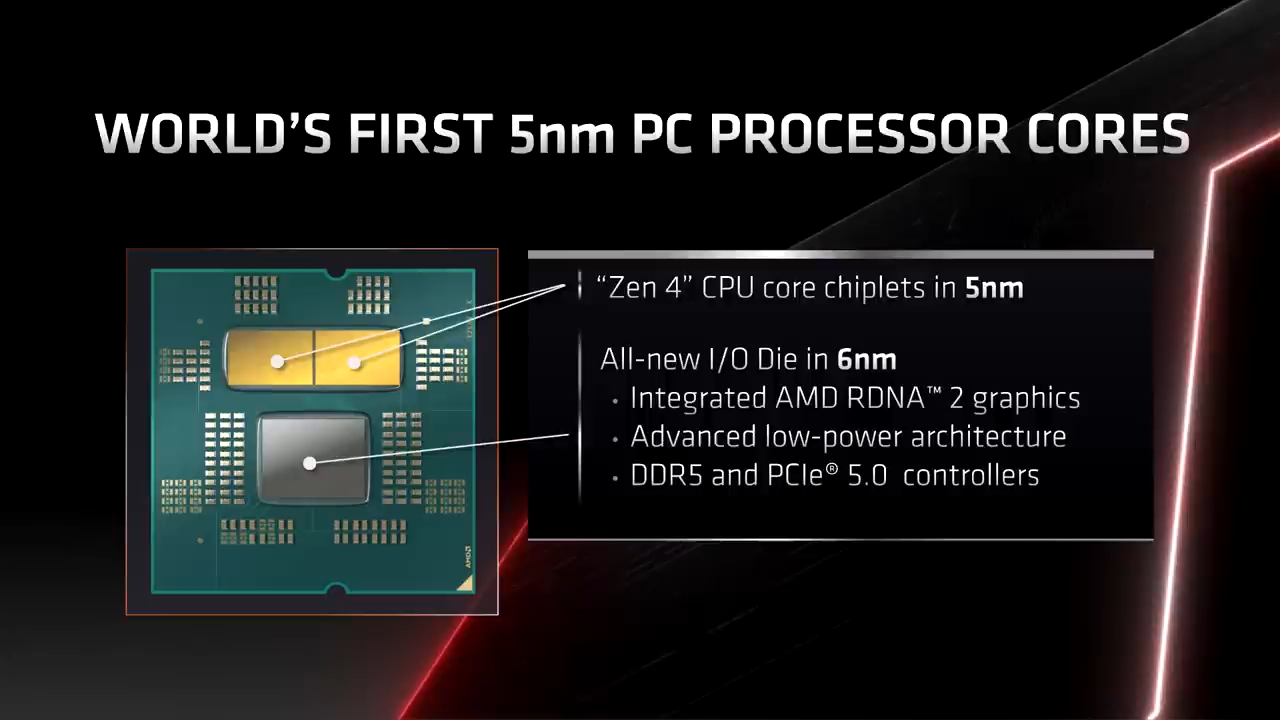 WORLD’S FIRST 5nm PC PROCESSOR CORES
“Zen 4” CPU core chiplets in 5nm
All-new I/O Die in 6nm
• Integrated AMD RDNA™ 2 graphics
• Advanced low-power architecture
• DDR5 and PCIe® 5.0 controllers
AMD